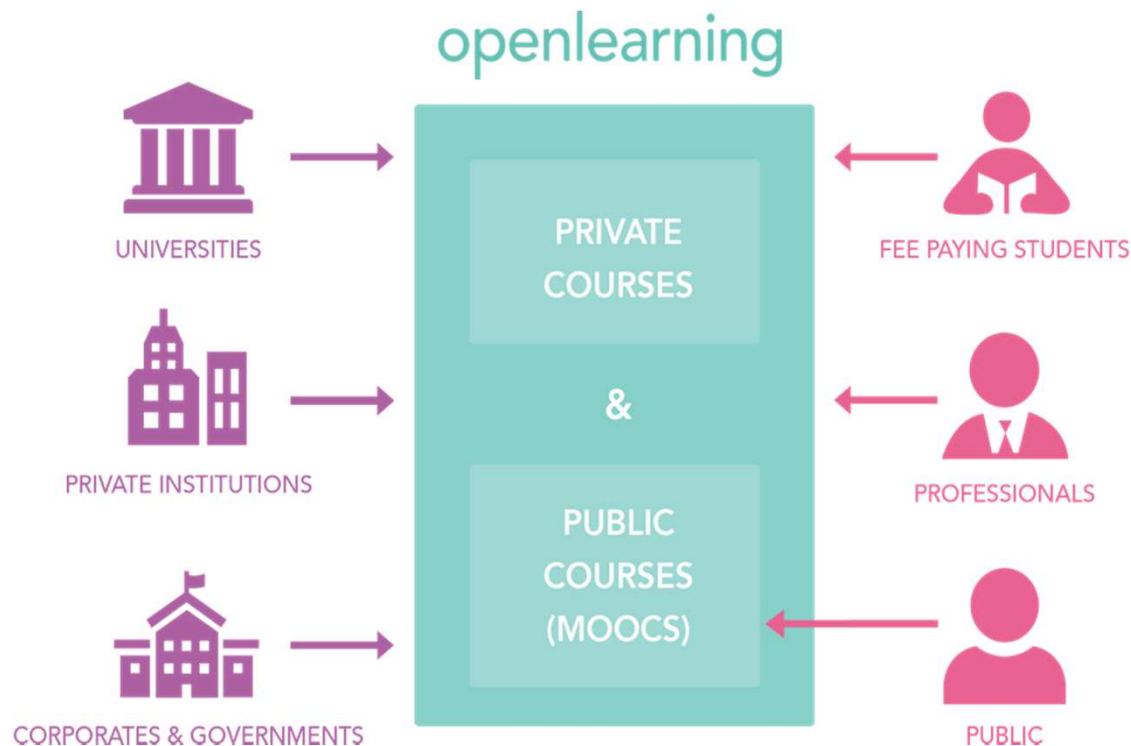 openlearning
UNIVERSITIES
PRIVATE INSTITUTIONS
CORPORATES & GOVERNMENTS
PRIVATE
COURSES
&
PUBLIC
COURSES
(MOOCS)
FEE PAYING STUDENTS
PROFESSIONALS
PUBLIC